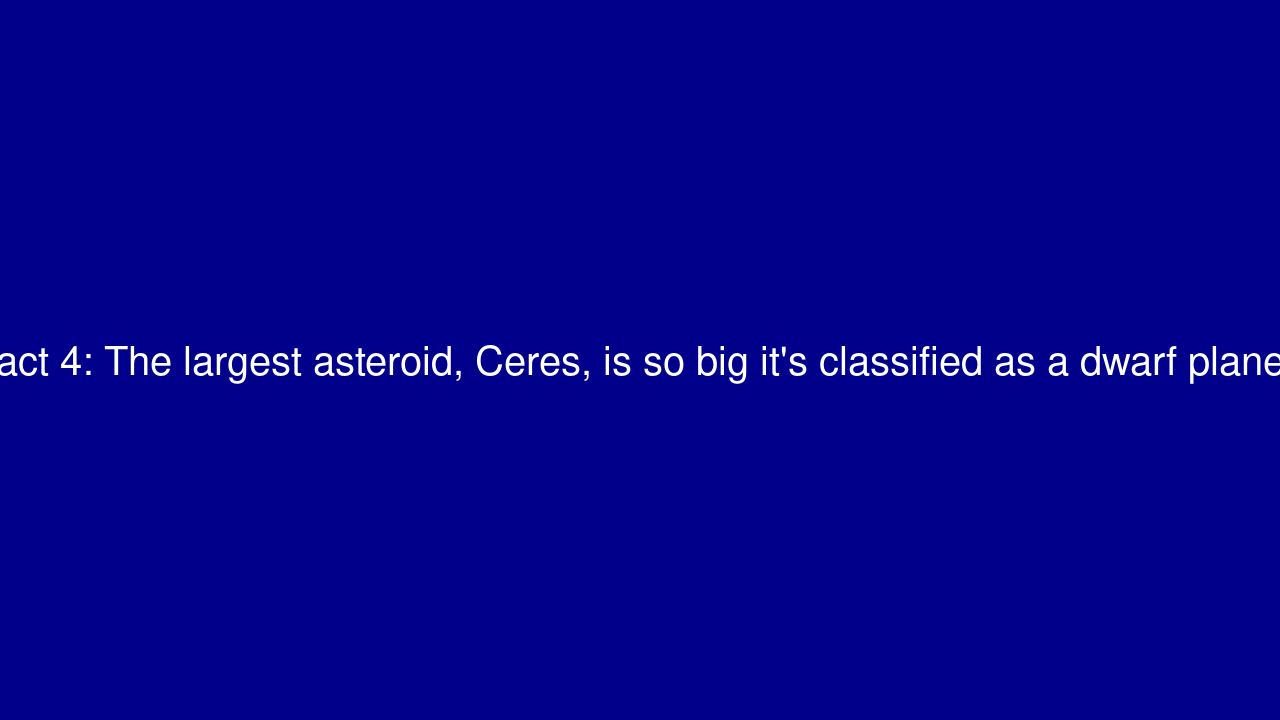 act 4: The largest asteroid, Ceres, is so big it's classified as a dwarf plane